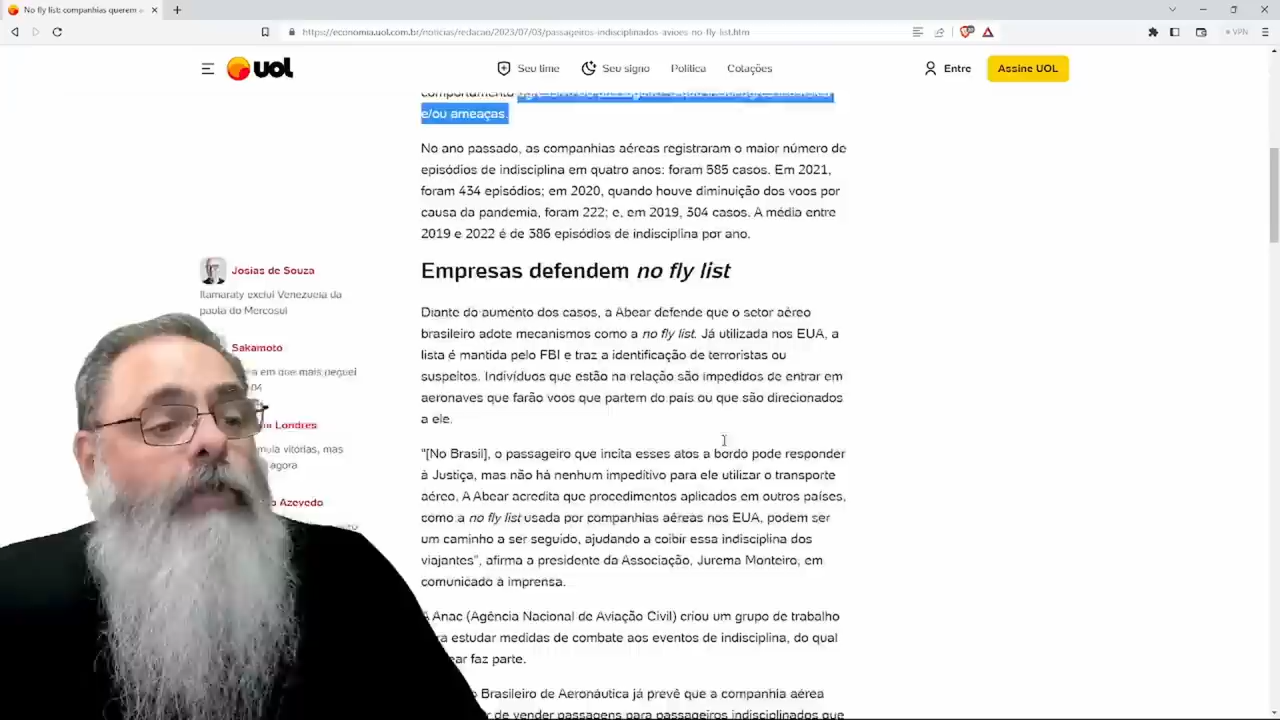 No fly list: companhias querem
https://economia.uol.com.br/noticias/redacao/2023/07/03/passageiros-indisciplinados-avioes-no-fly-list.htm
VPN
UOL
Seu time
Seu signo
Política
Cotações
Entre
Assine UOL
comportamento
e/ou ameaças.
No ano passado, as companhias aéreas registraram o maior número de
episódios de indisciplina em quatro anos: foram 585 casos. Em 2021,
foram 434 episódios; em 2020, quando houve diminuição dos voos por
causa da pandemia, foram 222; e, em 2019, 304 casos. A média entre
2019 e 2022 é de 386 episódios de indisciplina por ano.
Empresas defendem no fly list
Diante do aumento dos casos, a Abear defende que o setor aéreo
brasileiro adote mecanismos como a no fly list. Já utilizada nos EUA, a
lista é mantida pelo FBI e traz a identificação de terroristas ou
suspeitos. Indivíduos que estão na relação são impedidos de entrar em
aeronaves que farão voos que partem do país ou que são direcionados
a ele.
"[No Brasil], o passageiro que incita esses atos a bordo pode responder
à Justiça, mas não há nenhum impeditivo para ele utilizar o transporte
aéreo. A Abear acredita que procedimentos aplicados em outros países,
como a no fly list usada por companhias aéreas nos EUA, podem ser
um caminho a ser seguido, ajudando a coibir essa indisciplina dos
viajantes", afirma a presidente da Associação, Jurema Monteiro, em
comunicado à imprensa.
A Anac (Agência Nacional de Aviação Civil) criou um grupo de trabalho
estudar medidas de combate aos eventos de indisciplina, do qual
faz parte.
Brasileiro de Aeronáutica já prevê que a companhia aérea
de vender passagens para passageiros indisciplinados que
Josias de Souza
Itamaraty exclui Venezuela da
pauta do Mercosul
Sakamoto
em que mais peguei
04
Londres
vitórias, mas
agora
Azevedo